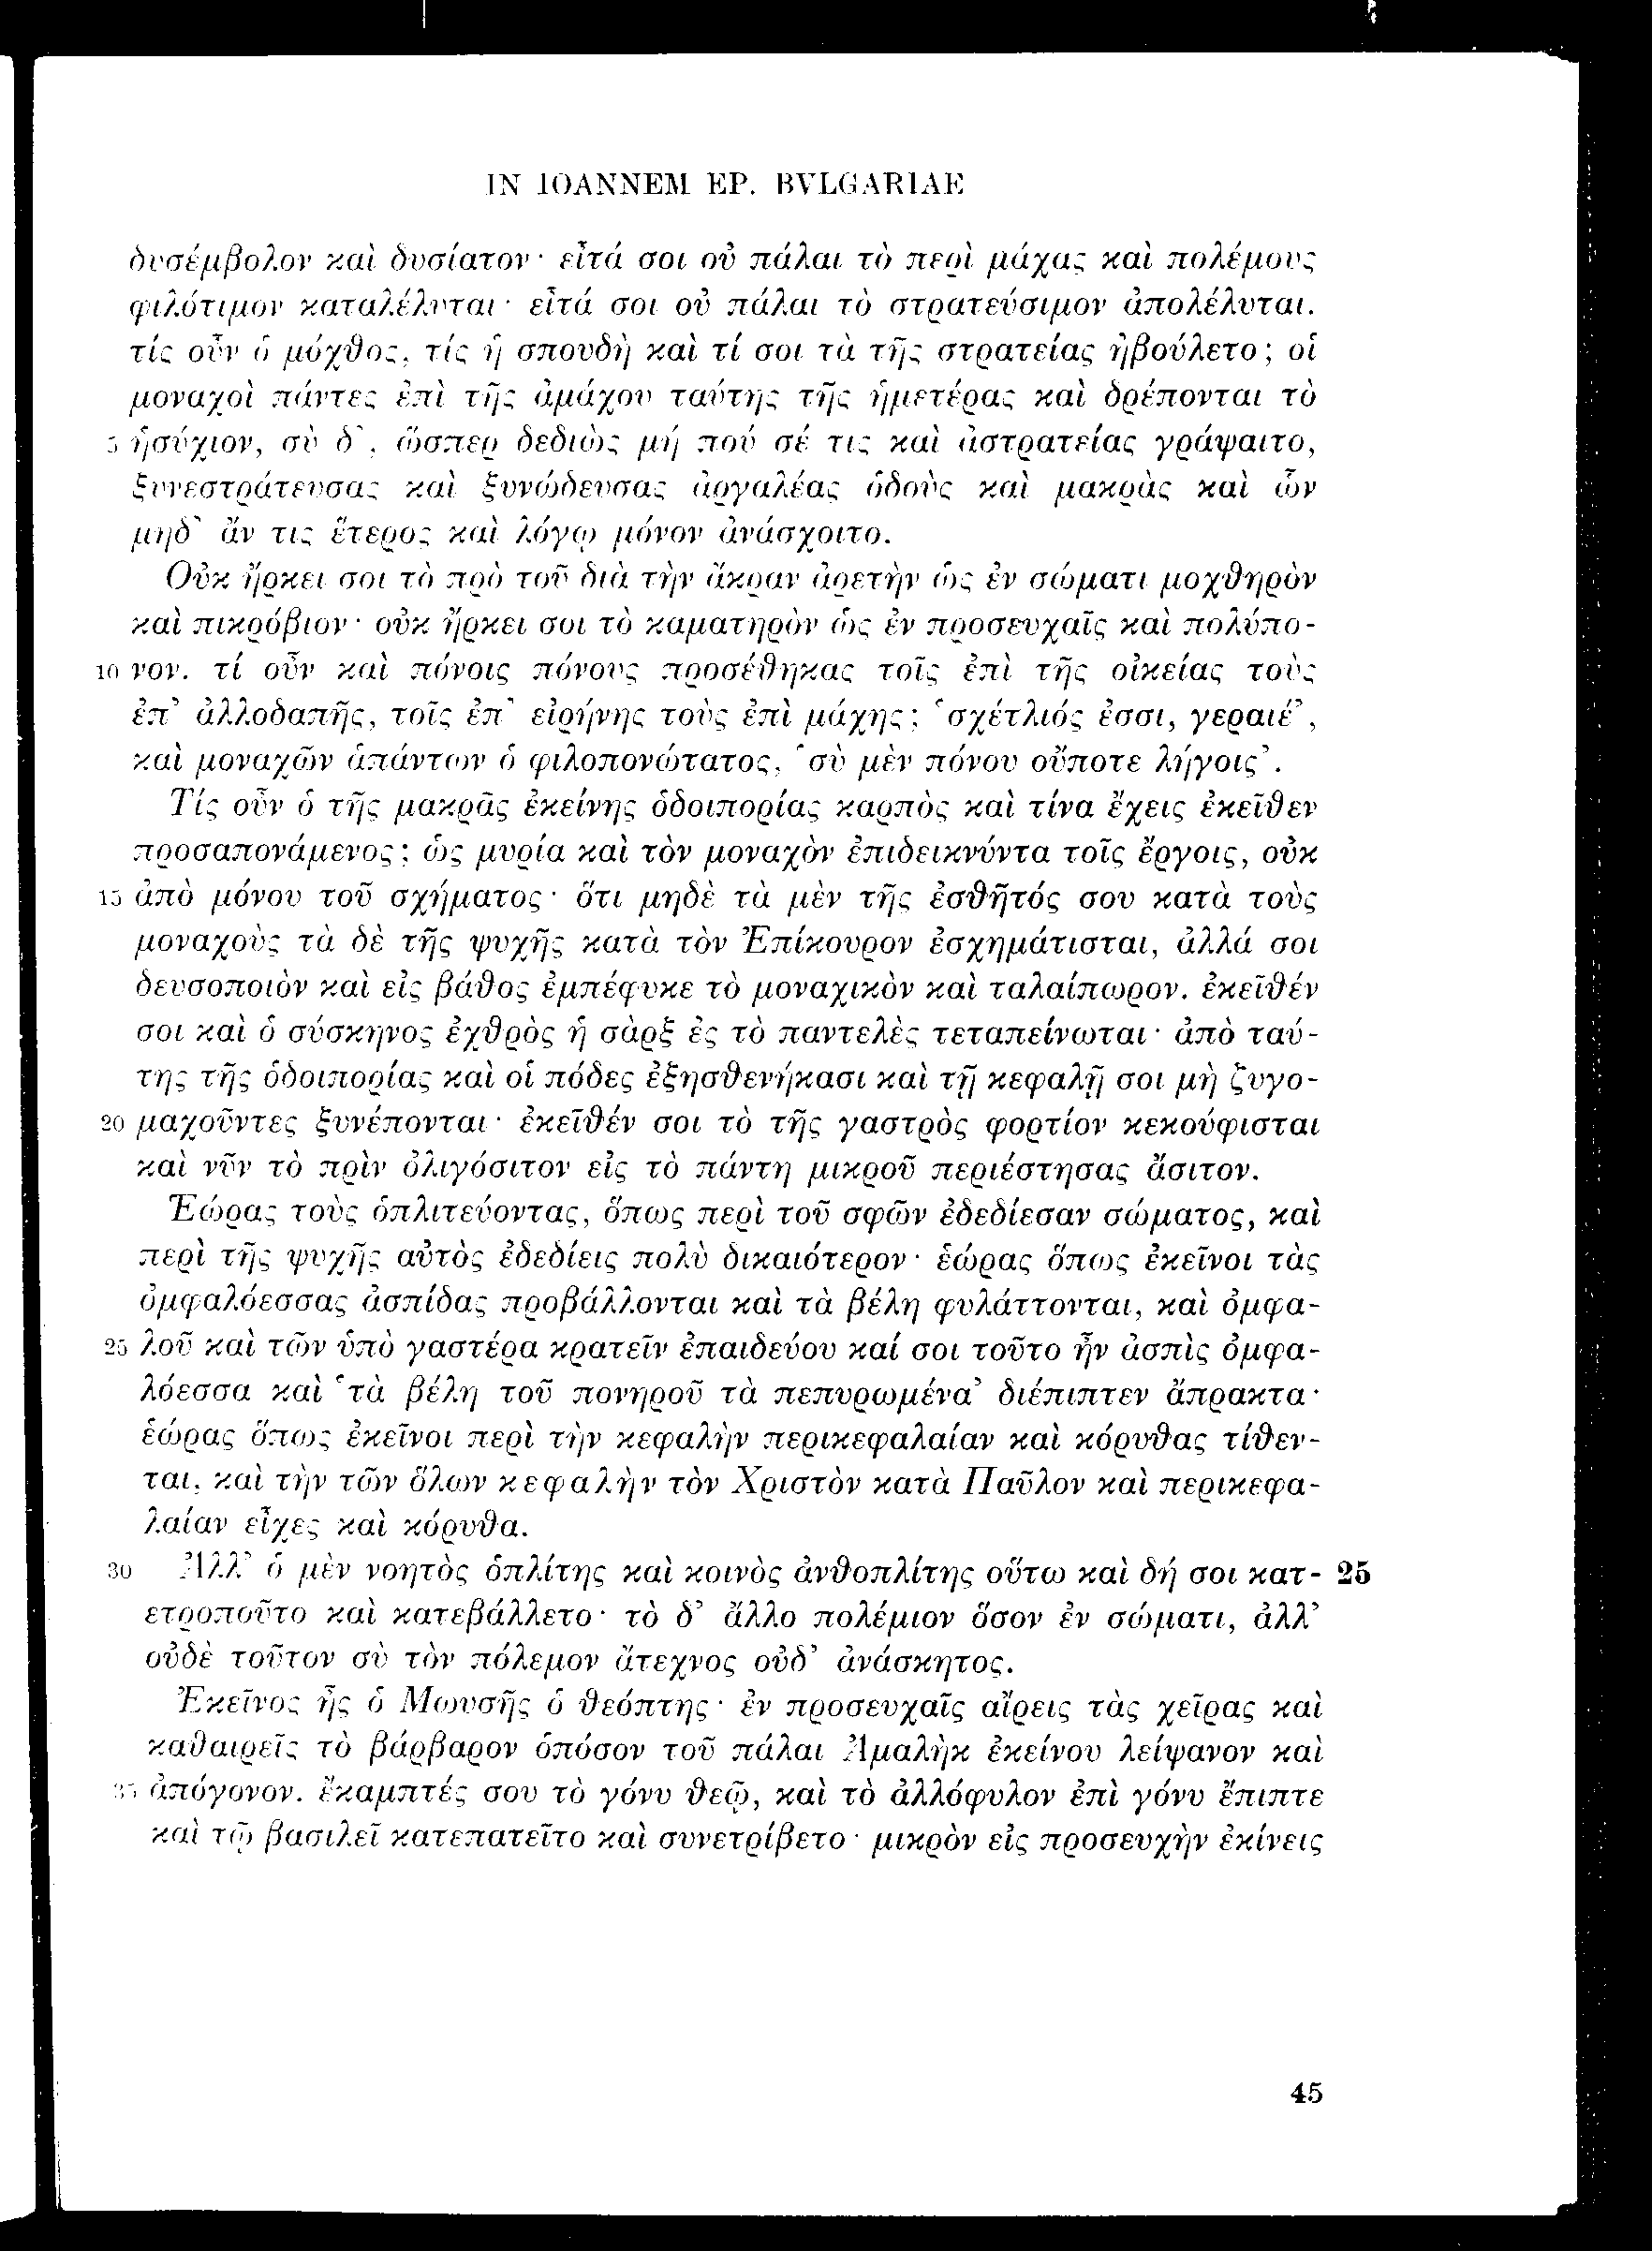 IN IOANNEM EP. BVLGARIAE
δυσέμβολον καὶ δυσίατον· εἶτά σοι οὐ πάλαι τὸ περὶ μάχας καὶ πολέμους
φιλότιμον καταλέλυται· εἶτά σοι οὐ πάλαι τὸ στρατεύσιμον ἀπολέλυται.
τίς οὖν ὁ μόχθος, τίς ἡ σπουδὴ καὶ τί σοι τὰ τῆς στρατείας ἠβούλετο; οἱ
μοναχοὶ πάντες ἐπὶ τῆς ἀμάχου ταύτης τῆς ἡμετέρας καὶ δρέπονται τὸ
5 ἡσύχιον, σὺ δ’, ὥσπερ δεδιὼς μή πού σέ τις καὶ ἀστρατείας γράψαιτο,
ξυνεστράτευσας καὶ ξυνώδευσας ἀργαλέας ὁδοὺς καὶ μακρὰς καὶ ὧν
μηδ’ ἄν τις ἕτερος καὶ λόγῳ μόνον ἀνάσχοιτο.
Οὐκ ἤρκει σοι τὸ πρὸ τοῦ διὰ τὴν ἄκραν ἀρετὴν ὡς ἐν σώματι μοχθηρὸν
καὶ πικρόβιον· οὐκ ἤρκει σοι τὸ καματηρὸν ὡς ἐν προσευχαῖς καὶ πολύπο-
10 νον. τί οὖν καὶ πόνοις πόνους προσέθηκας τοῖς ἐπὶ τῆς οἰκείας τοὺς
ἐπ’ ἀλλοδαπῆς, τοῖς ἐπ’ εἰρήνης τοὺς ἐπὶ μάχης; ‘σχέτλιός ἐσσι, γεραιέ’,
καὶ μοναχῶν ἁπάντων ὁ φιλοπονώτατος, ‘σὺ μὲν πόνου οὔποτε λήγοις’.
Τίς οὖν ὁ τῆς μακρᾶς ἐκείνης ὁδοιπορίας καρπὸς καὶ τίνα ἔχεις ἐκεῖθεν
προσαπονάμενος; ὡς μυρία καὶ τὸν μοναχὸν ἐπιδεικνύντα τοῖς ἔργοις, οὐκ
15 ἀπὸ μόνου τοῦ σχήματος· ὅτι μηδὲ τὰ μὲν τῆς ἐσθῆτός σου κατὰ τοὺς
μοναχοὺς τὰ δὲ τῆς ψυχῆς κατὰ τὸν Ἐπίκουρον ἐσχημάτισται, ἀλλά σοι
δευσοποιὸν καὶ εἰς βάθος ἐμπέφυκε τὸ μοναχικὸν καὶ ταλαίπωρον. ἐκεῖθέν
σοι καὶ ὁ σύσκηνος ἐχθρὸς ἡ σὰρξ ἐς τὸ παντελὲς τεταπείνωται· ἀπὸ ταύ-
της τῆς ὁδοιπορίας καὶ οἱ πόδες ἐξησθενήκασι καὶ τῇ κεφαλῇ σοι μὴ ζυγο-
20 μαχοῦντες ξυνέπονται· ἐκεῖθέν σοι τὸ τῆς γαστρὸς φορτίον κεκούφισται
καὶ νῦν τὸ πρὶν ὀλιγόσιτον εἰς τὸ πάντη μικροῦ περιέστησας ἄσιτον.
Ἑώρας τοὺς ὁπλιτεύοντας, ὅπως περὶ τοῦ σφῶν ἐδεδίεσαν σώματος, καὶ
περὶ τῆς ψυχῆς αὐτὸς ἐδεδίεις πολὺ δικαιότερον· ἑώρας ὅπως ἐκεῖνοι τὰς
ὀμφαλόεσσας ἀσπίδας προβάλλονται καὶ τὰ βέλη φυλάττονται, καὶ ὀμφα-
25 λοῦ καὶ τῶν ὑπὸ γαστέρα κρατεῖν ἐπαιδεύου καί σοι τοῦτο ἦν ἀσπὶς ὀμφα-
λόεσσα καὶ ‘τὰ βέλη τοῦ πονηροῦ τὰ πεπυρωμένα’ διέπιπτεν ἄπρακτα·
ἑώρας ὅπως ἐκεῖνοι περὶ τὴν κεφαλὴν περικεφαλαίαν καὶ κόρυθας τίθεν-
ται, καὶ τὴν τῶν ὅλων κεφαλὴν τὸν Χριστὸν κατὰ Παῦλον καὶ περικεφα-
λαίαν εἶχες καὶ κόρυθα.
30 Ἀλλ’ ὁ μὲν νοητὸς ὁπλίτης καὶ κοινὸς ἀνθοπλίτης οὕτω καὶ δή σοι κατ- 25
ετροποῦτο καὶ κατεβάλλετο· τὸ δ’ ἄλλο πολέμιον ὅσον ἐν σώματι, ἀλλ’
οὐδὲ τοῦτον σὺ τὸν πόλεμον ἄτεχνος οὐδ’ ἀνάσκητος.
Ἐκεῖνος ἦς ὁ Μωυσῆς ὁ θεόπτης· ἐν προσευχαῖς αἴρεις τὰς χεῖρας καὶ
καθαιρεῖς τὸ βάρβαρον ὁπόσον τοῦ πάλαι Ἀμαλὴκ ἐκείνου λείψανον καὶ
35 ἀπόγονον. ἔκαμπτές σου τὸ γόνυ θεῷ, καὶ τὸ ἀλλόφυλον ἐπὶ γόνυ ἔπιπτε
καὶ τῷ βασιλεῖ κατεπατεῖτο καὶ συνετρίβετο· μικρὸν εἰς προσευχὴν ἐκίνεις
45